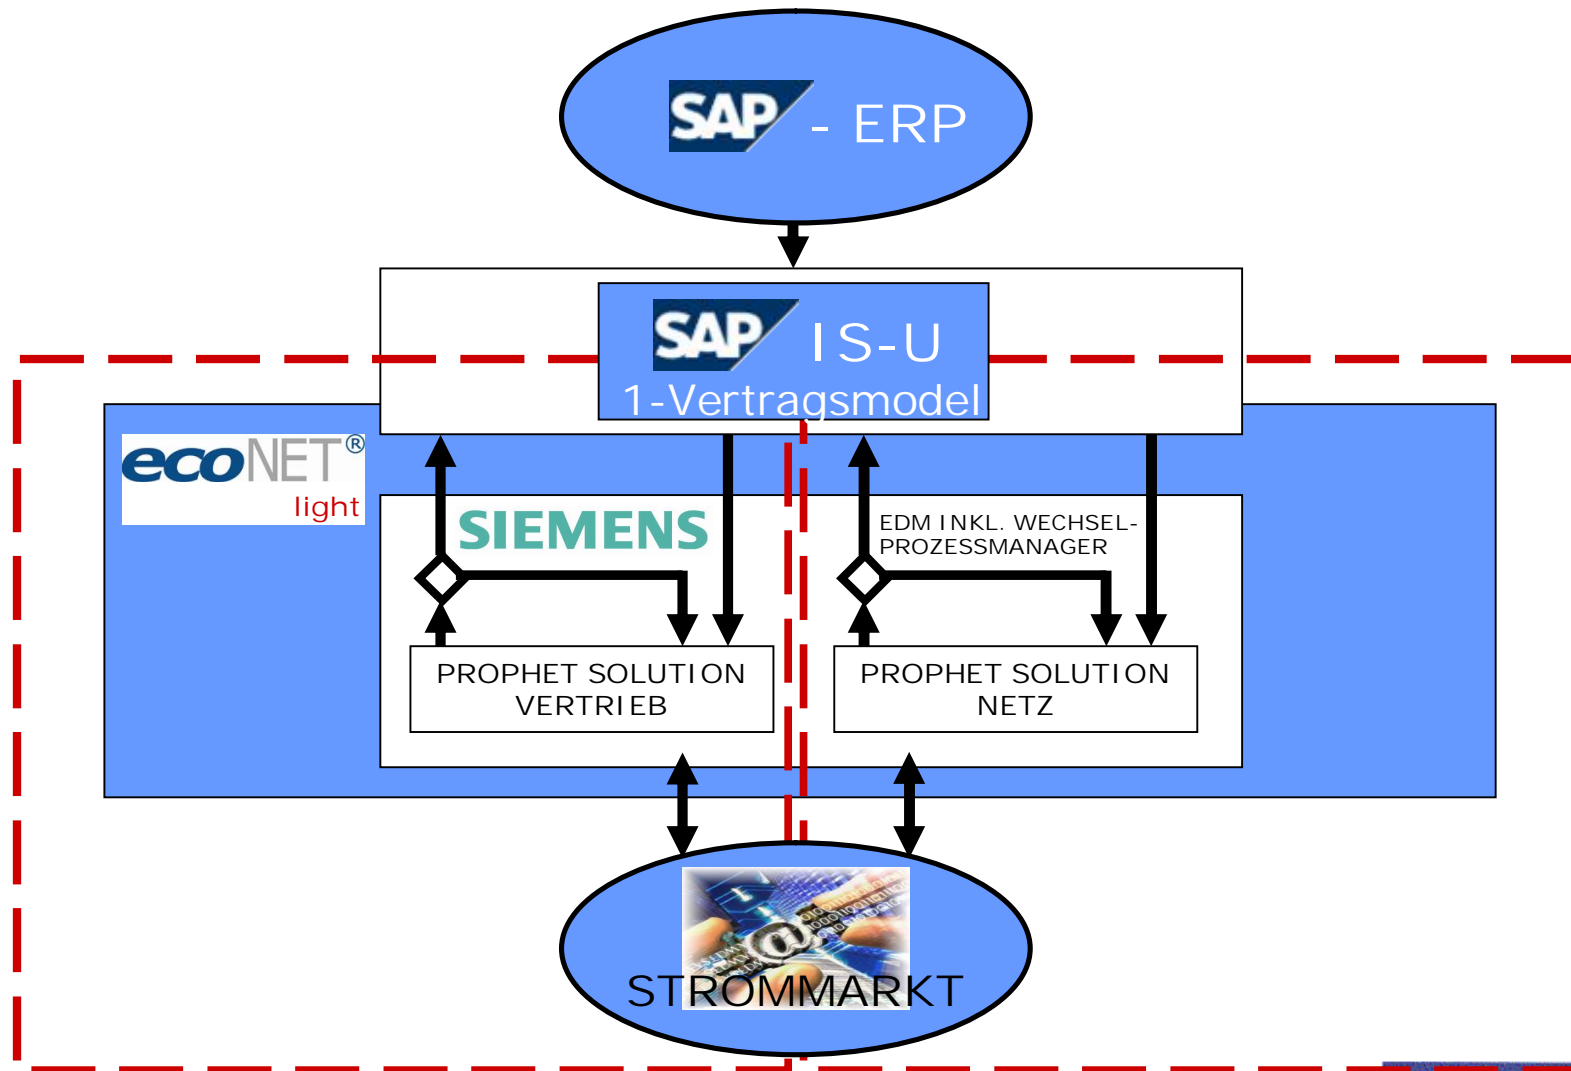 SAP - ERP
SAP IS-U
1-Vertragsmodel
ecoNET®
light
SIEMENS
EDM INKL. WECHSEL-
PROZESSMANAGER
PROPHET SOLUTION
VERTRIEB
PROPHET SOLUTION
NETZ
STROMMARKT